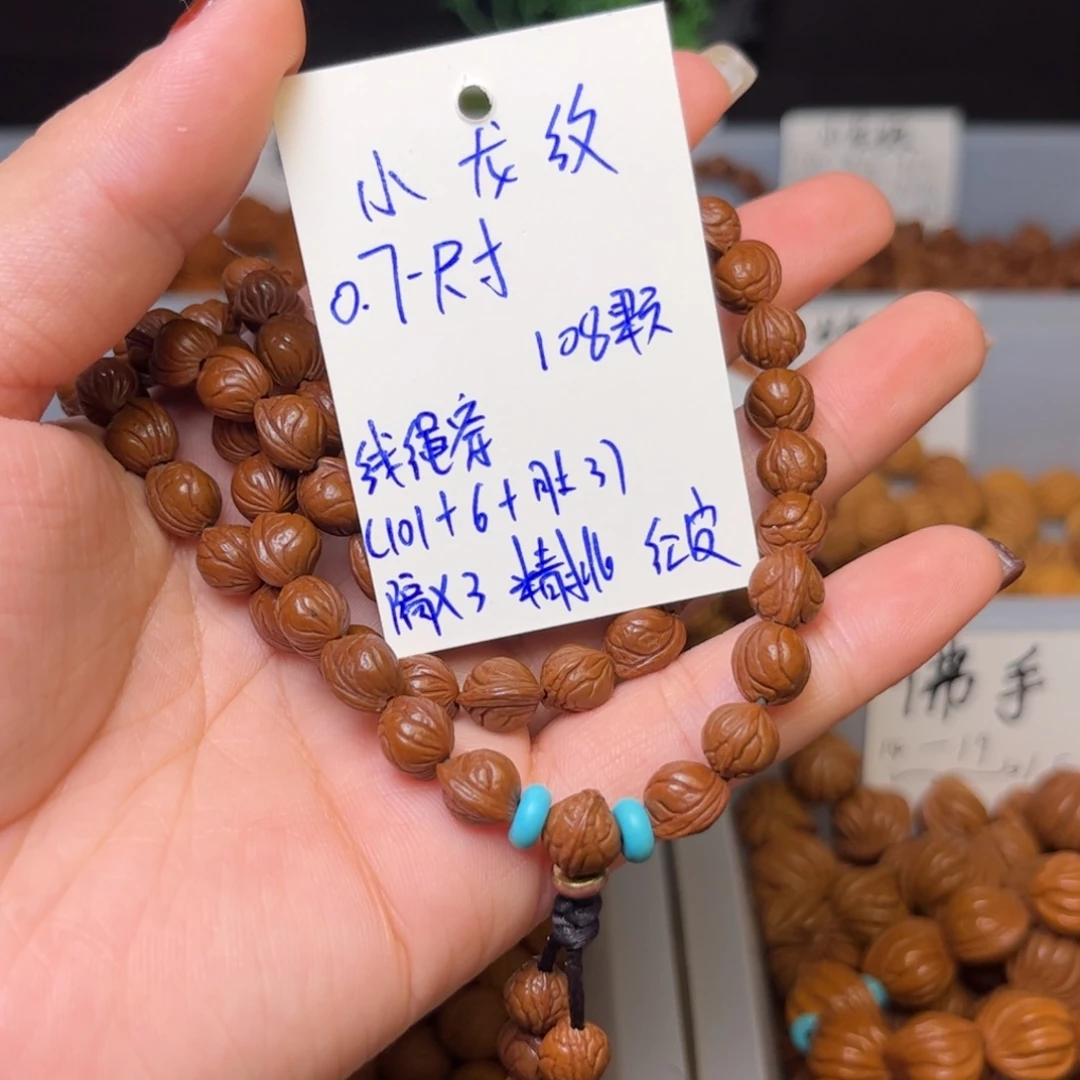 小龙纹
0.7-尺寸
108颗
线绳穿
(101+6+肚3)
隔X3 精挑 红皮
佛手